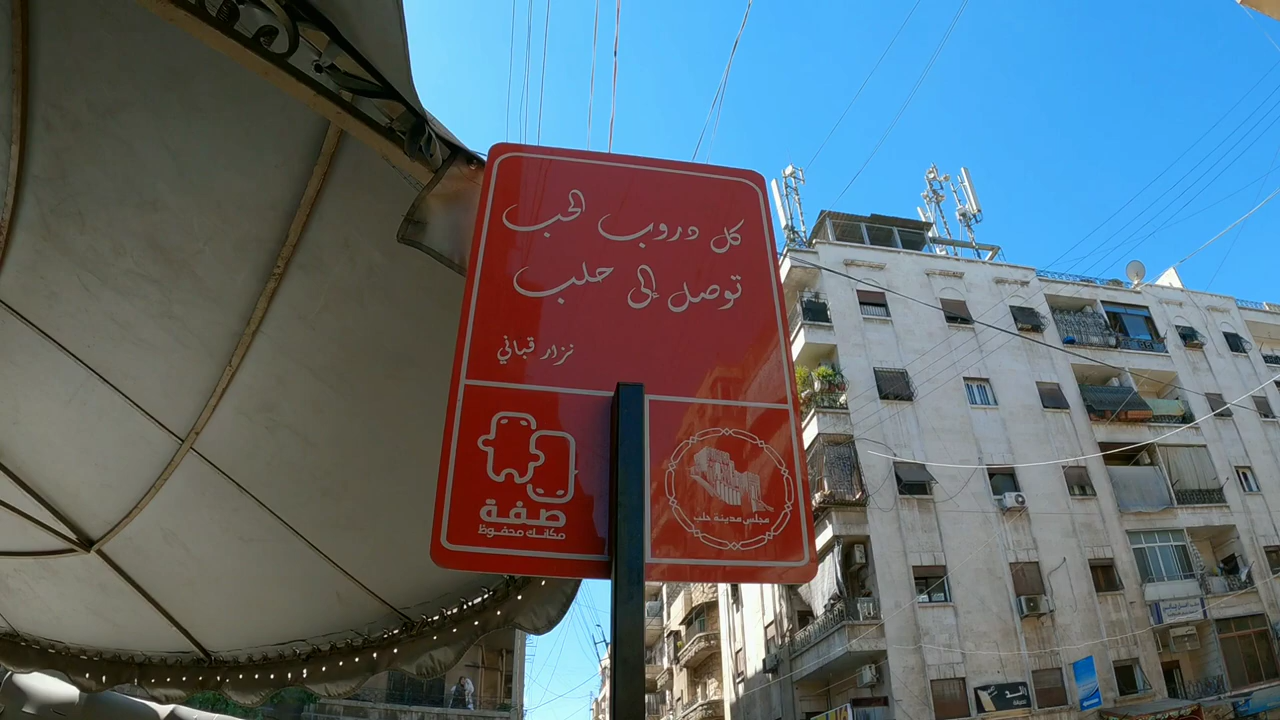 كل دروب الحب
توصل إلى حلب
نزار قباني
صفة
مكانك محفوظ
مجلس مدينة حلب